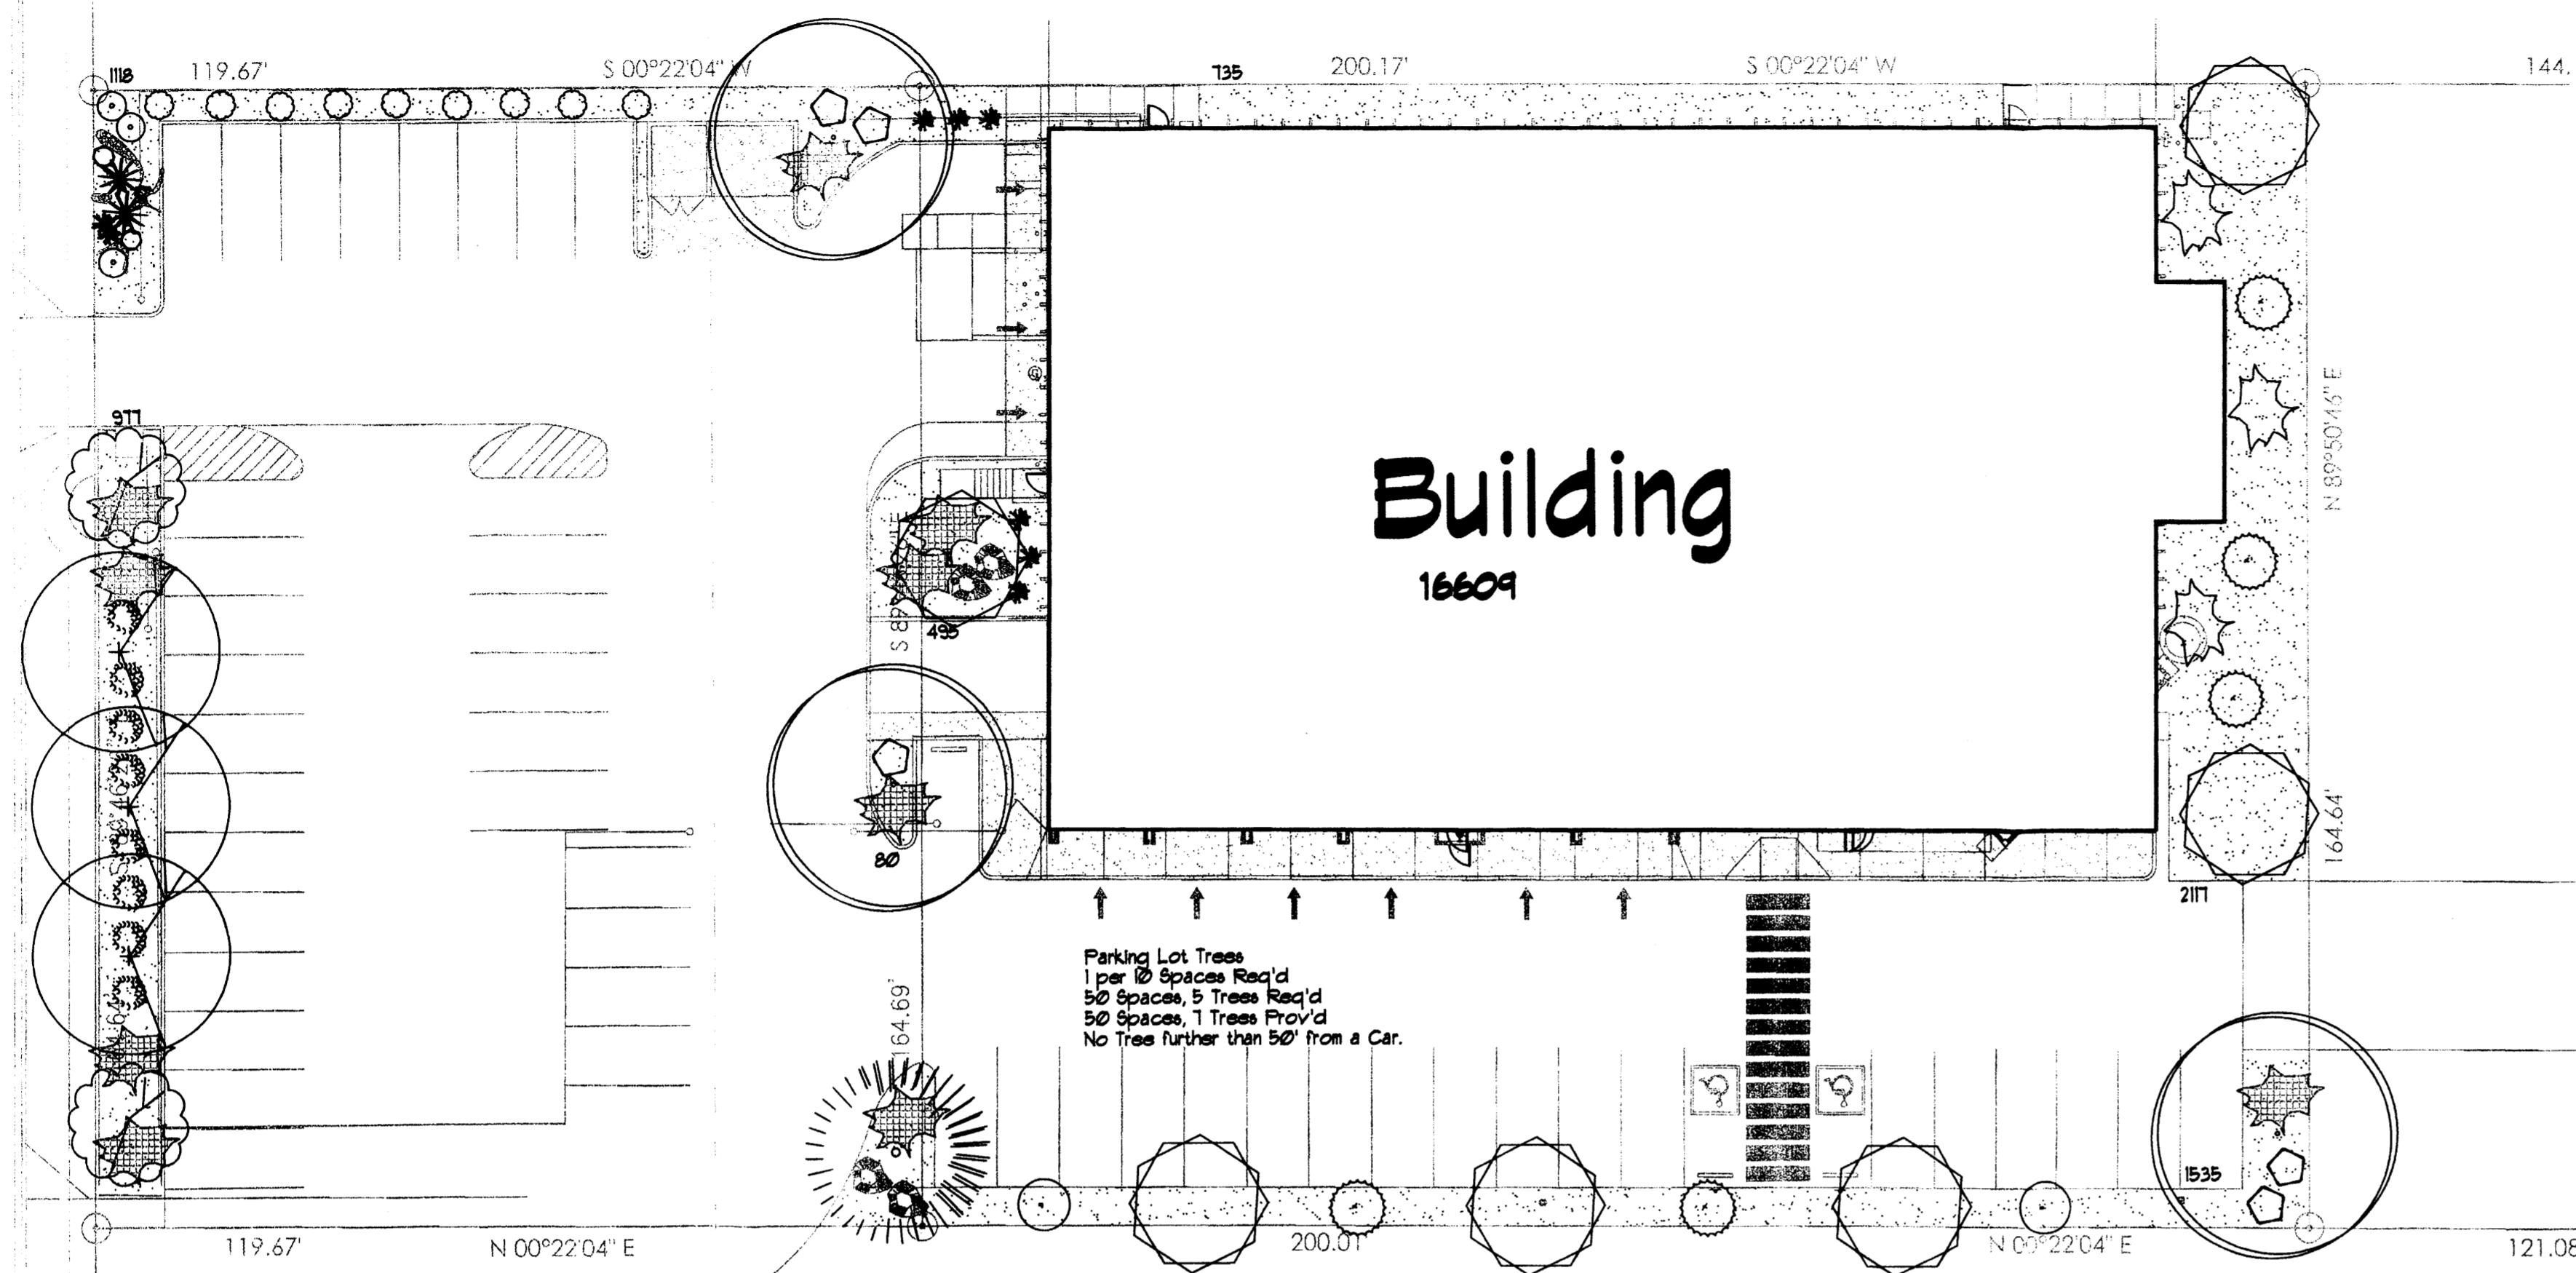 1118
119.67'
S 00°22'04" W
735
200.17'
S 00°22'04" W
144.
977
Building
16609
N 89°50'46" E
495
80
164.69'
164.64'
2117
Parking Lot Trees
1 per 10 Spaces Req'd
50 Spaces, 5 Trees Req'd
50 Spaces, 7 Trees Prov'd
No Tree further than 50' from a Car.
1535
119.67'
N 00°22'04" E
200.01'
N 00°22'04" E
121.08